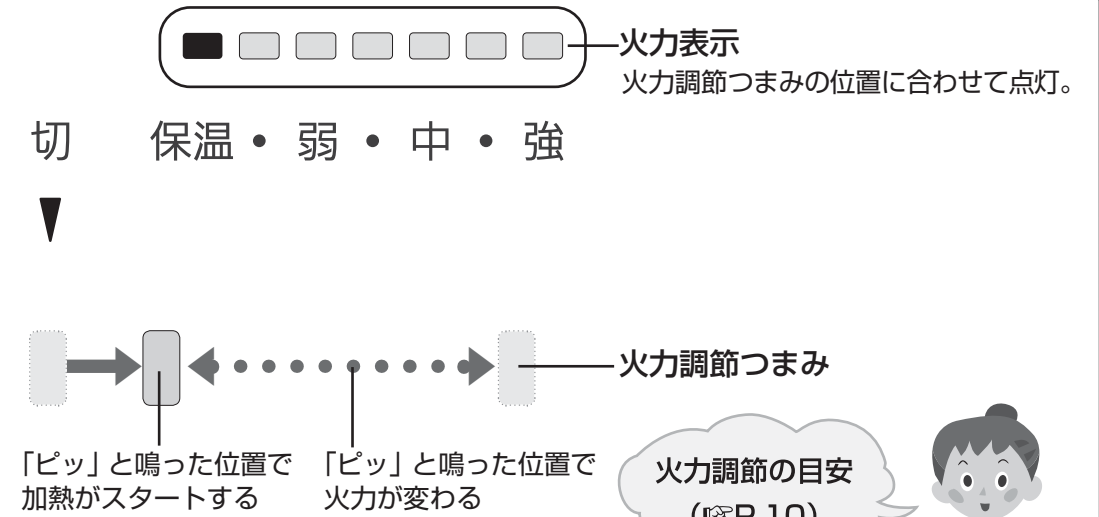 火力表示
火力調節つまみの位置に合わせて点灯。
切 保温・弱・中・強
火力調節つまみ
「ピッ」と鳴った位置で
加熱がスタートする
「ピッ」と鳴った位置で
火力が変わる
火力調節の目安
(☞P.10)